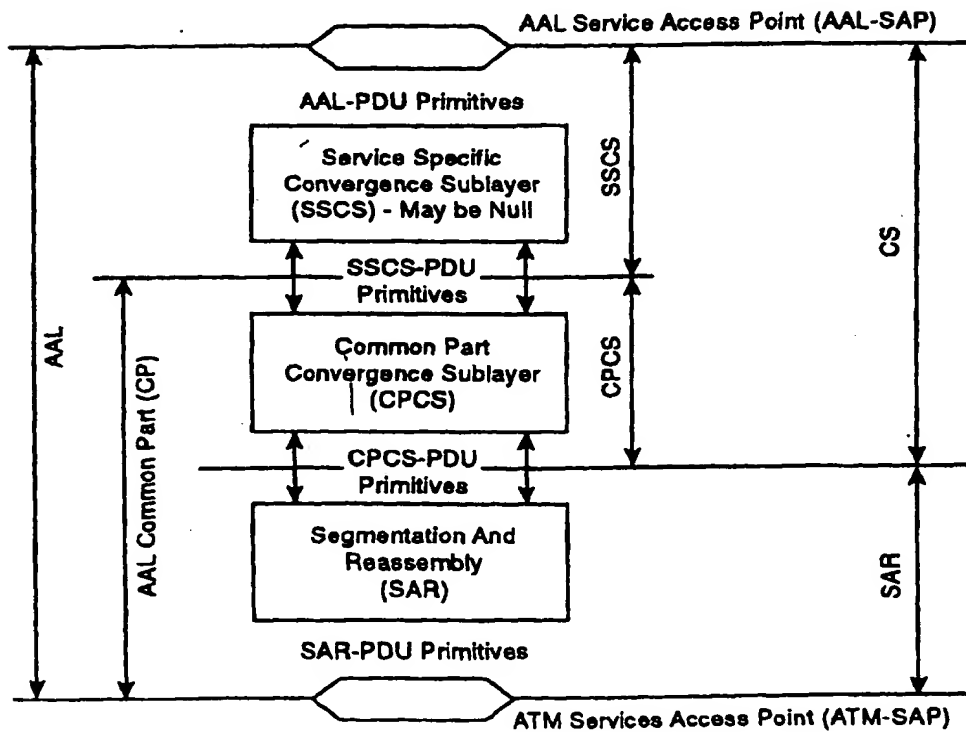 AAL Service Access Point (AAL-SAP)
AAL-PDU Primitives
Service Specific
Convergence Sublayer
(SSCS) - May be Null
SSCS-PDU
Primitives
Common Part
Convergence Sublayer
(CPCS)
CPCS-PDU
Primitives
Segmentation And
Reassembly
(SAR)
SAR-PDU Primitives
ATM Services Access Point (ATM-SAP)
AAL
AAL Common Part (CP)
SSCS
CPCS
CS
SAR